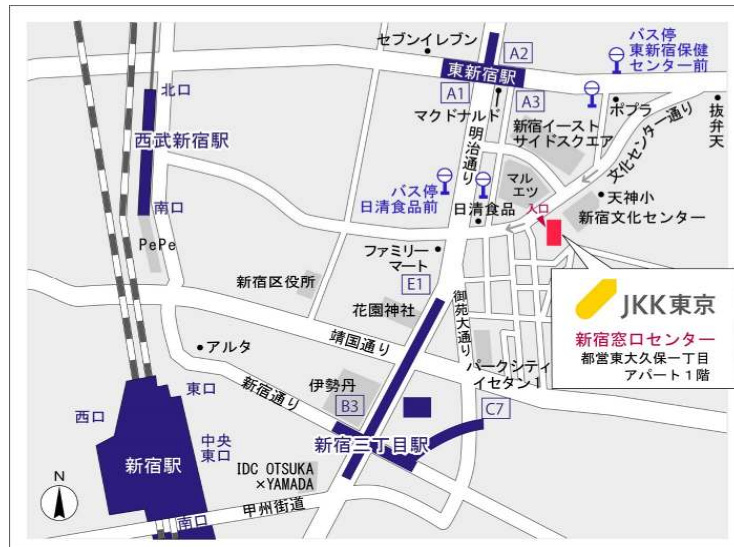 セブンイレブン
A2
バス停
東新宿保健
センター前
東新宿駅
A1
A3
マクドナルド
ポプラ
抜弁天
北口
西武新宿駅
南口
PePe
明治通り
新宿イースト
サイドスクエア
文化センター通り
バス停
日清食品前
マル
エツ
日清食品
入口
天神小
新宿文化センター
ファミリー
マート
E1
新宿区役所
花園神社
御苑大通り
靖国通り
JKK東京
新宿窓口センター
都営東大久保一丁目
アパート1階
アルタ
パークシティ
イセタン1
伊勢丹
新宿通り
B3
C7
新宿三丁目駅
西口
東口
中央
東口
新宿駅
IDC OTSUKA
×YAMADA
甲州街道
南口
N